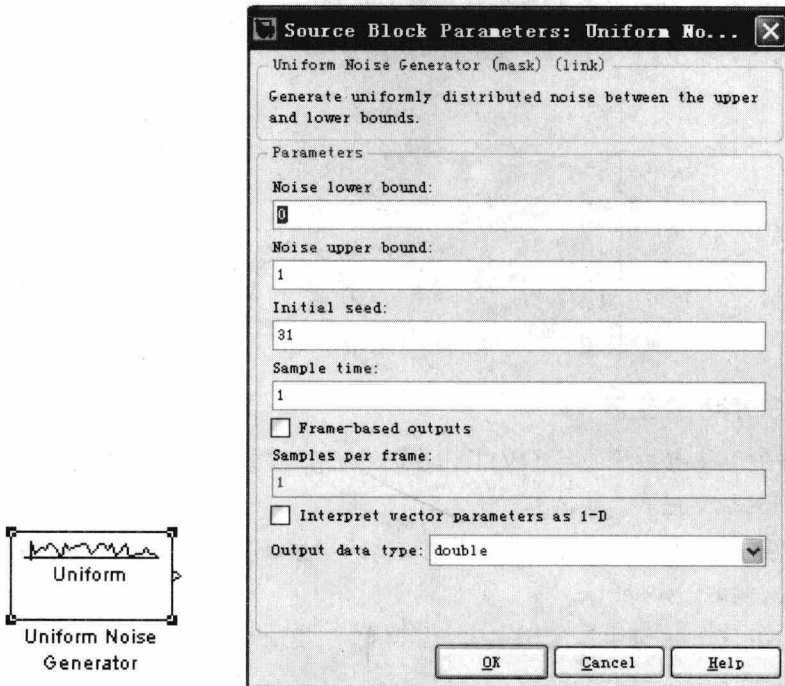 Source Block Parameters: Uniform No...
Uniform Noise Generator (mask) (link)
Generate uniformly distributed noise between the upper
and lower bounds.
Parameters
Noise lower bound:
0
Noise upper bound:
1
Initial seed:
31
Sample time:
1
Frame-based outputs
Samples per frame:
1
Interpret vector parameters as 1-D
Output data type: double
OK Cancel Help
Uniform
Uniform Noise
Generator